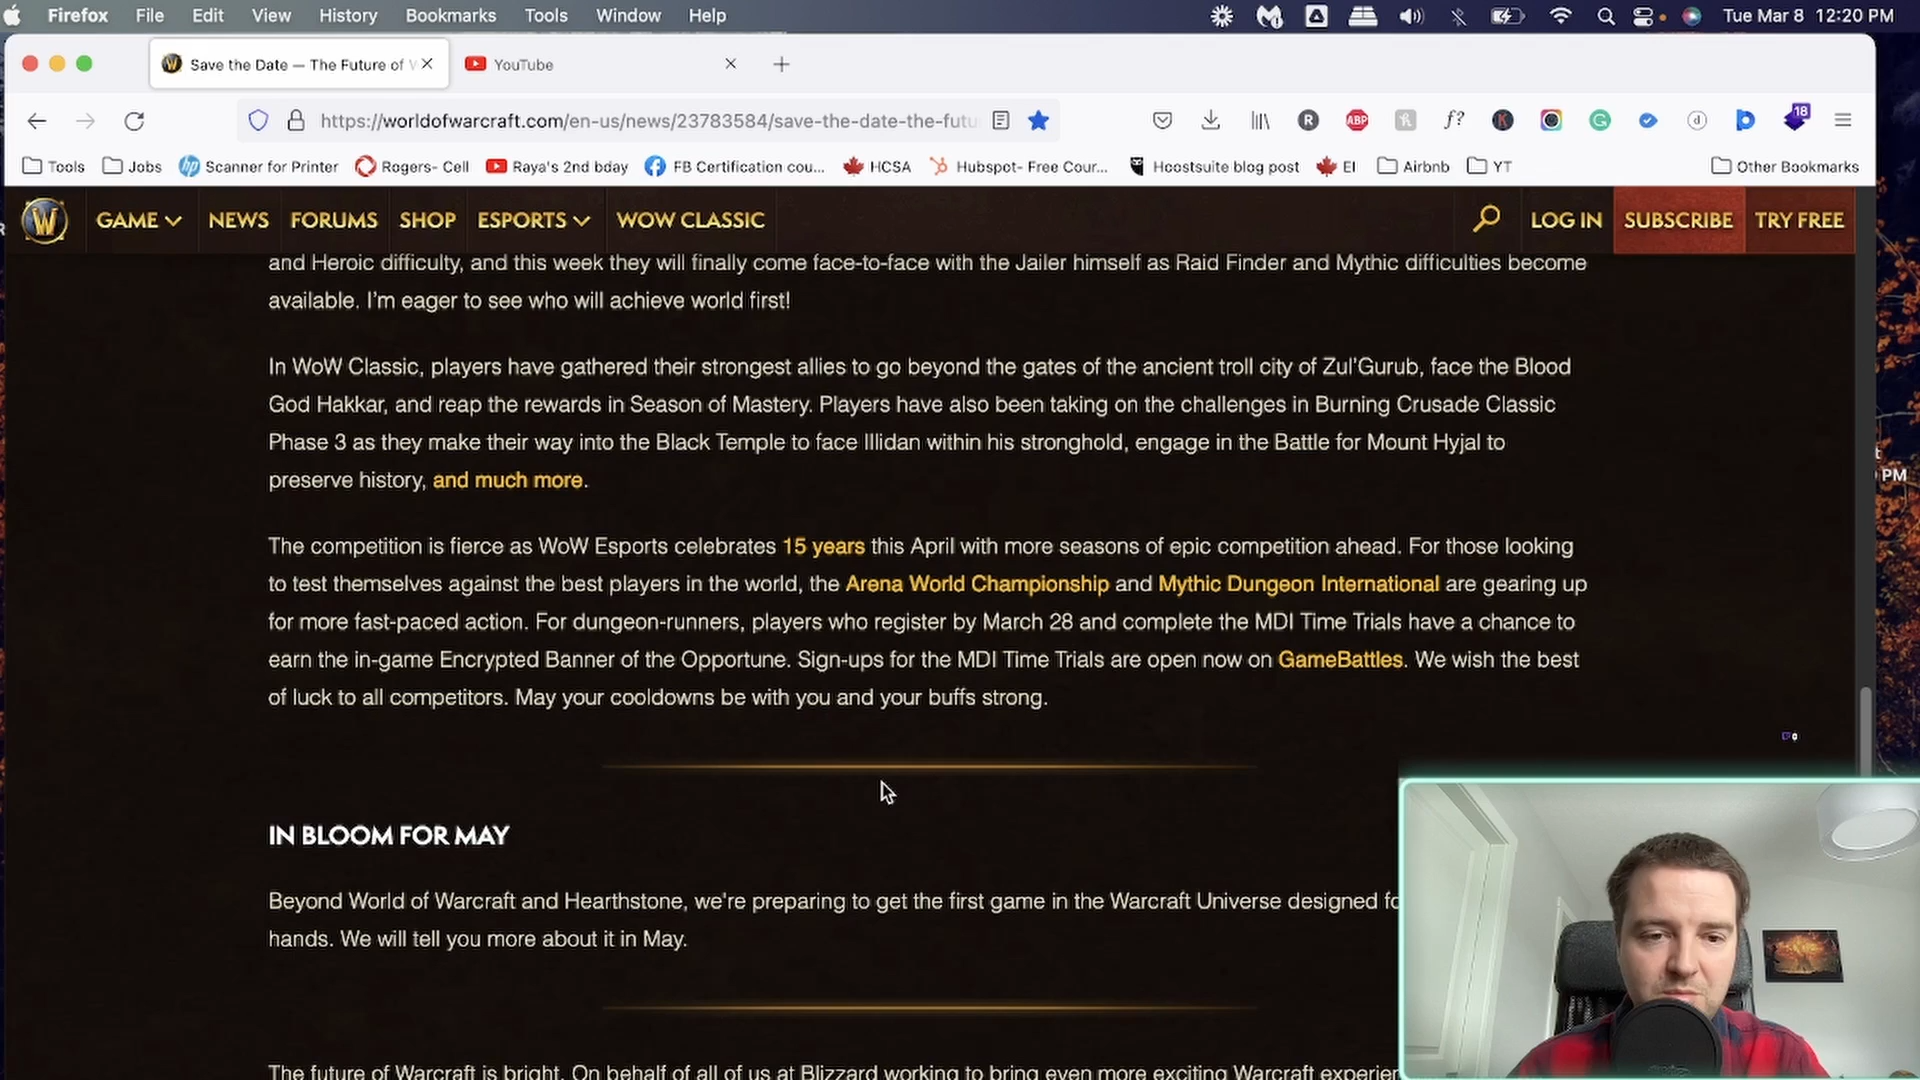 Firefox File Edit View History Bookmarks Tools Window Help Tue Mar 8 12:20 PM
Save the Date — The Future of W YouTube
https://worldofwarcraft.com/en-us/news/23783584/save-the-date-the-futu R ABP f? K G d 18
Tools Jobs hp Scanner for Printer Rogers- Cell Raya's 2nd bday FB Certification cou... HCSA Hubspot- Free Cour... Hootsuite blog post EI Airbnb YT Other Bookmarks
W GAME NEWS FORUMS SHOP ESPORTS WOW CLASSIC LOG IN SUBSCRIBE TRY FREE
and Heroic difficulty, and this week they will finally come face-to-face with the Jailer himself as Raid Finder and Mythic difficulties become
available. I'm eager to see who will achieve world first!
In WoW Classic, players have gathered their strongest allies to go beyond the gates of the ancient troll city of Zul'Gurub, face the Blood
God Hakkar, and reap the rewards in Season of Mastery. Players have also been taking on the challenges in Burning Crusade Classic
Phase 3 as they make their way into the Black Temple to face Illidan within his stronghold, engage in the Battle for Mount Hyjal to
preserve history, and much more.
PM
The competition is fierce as WoW Esports celebrates 15 years this April with more seasons of epic competition ahead. For those looking
to test themselves against the best players in the world, the Arena World Championship and Mythic Dungeon International are gearing up
for more fast-paced action. For dungeon-runners, players who register by March 28 and complete the MDI Time Trials have a chance to
earn the in-game Encrypted Banner of the Opportune. Sign-ups for the MDI Time Trials are open now on GameBattles. We wish the best
of luck to all competitors. May your cooldowns be with you and your buffs strong.
IN BLOOM FOR MAY
Beyond World of Warcraft and Hearthstone, we're preparing to get the first game in the Warcraft Universe designed fo
hands. We will tell you more about it in May.
The future of Warcraft is bright. On behalf of all of us at Blizzard working to bring even more exciting Warcraft experien